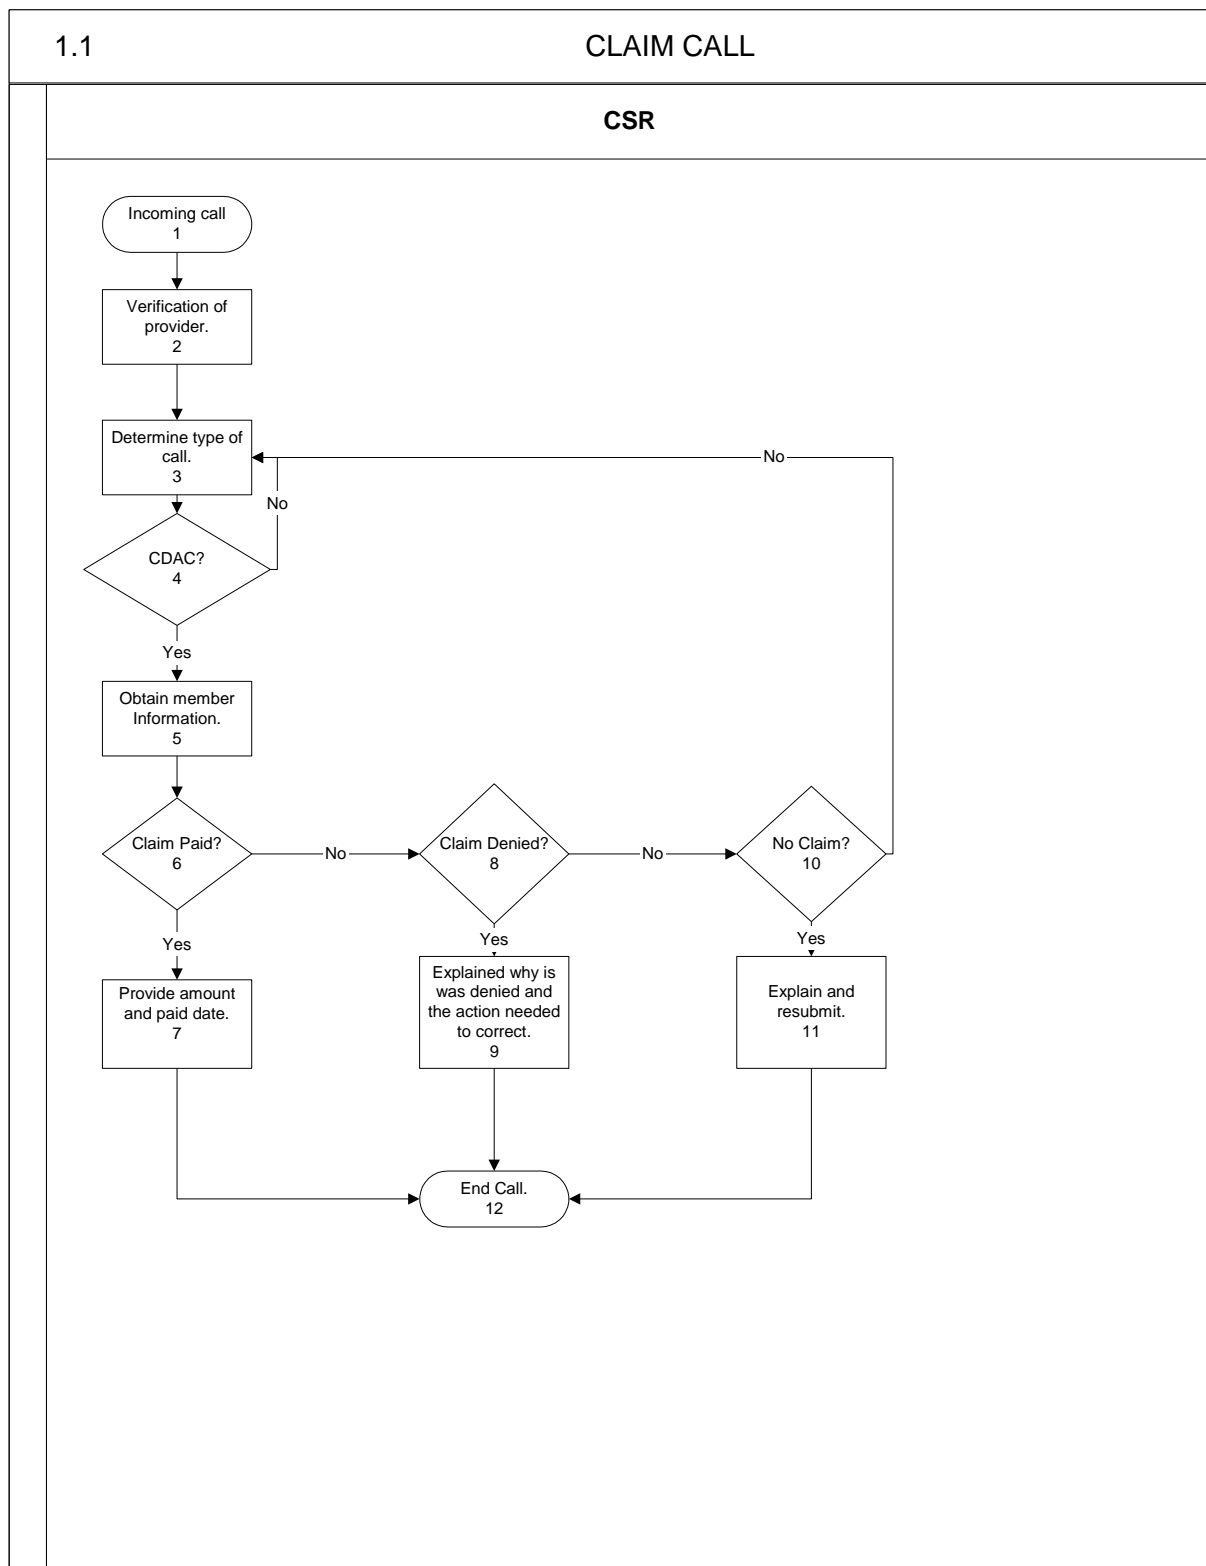 1.1
CLAIM CALL
CSR
Incoming call
1
Verification of
provider.
2
Determine type of
call.
3
No
No
CDAC?
4
Yes
Obtain member
Information.
5
Claim Paid?
6
No
Claim Denied?
8
No
No Claim?
10
Yes
Yes
Yes
Provide amount
and paid date.
7
Explained why is
was denied and
the action needed
to correct.
9
Explain and
resubmit.
11
End Call.
12